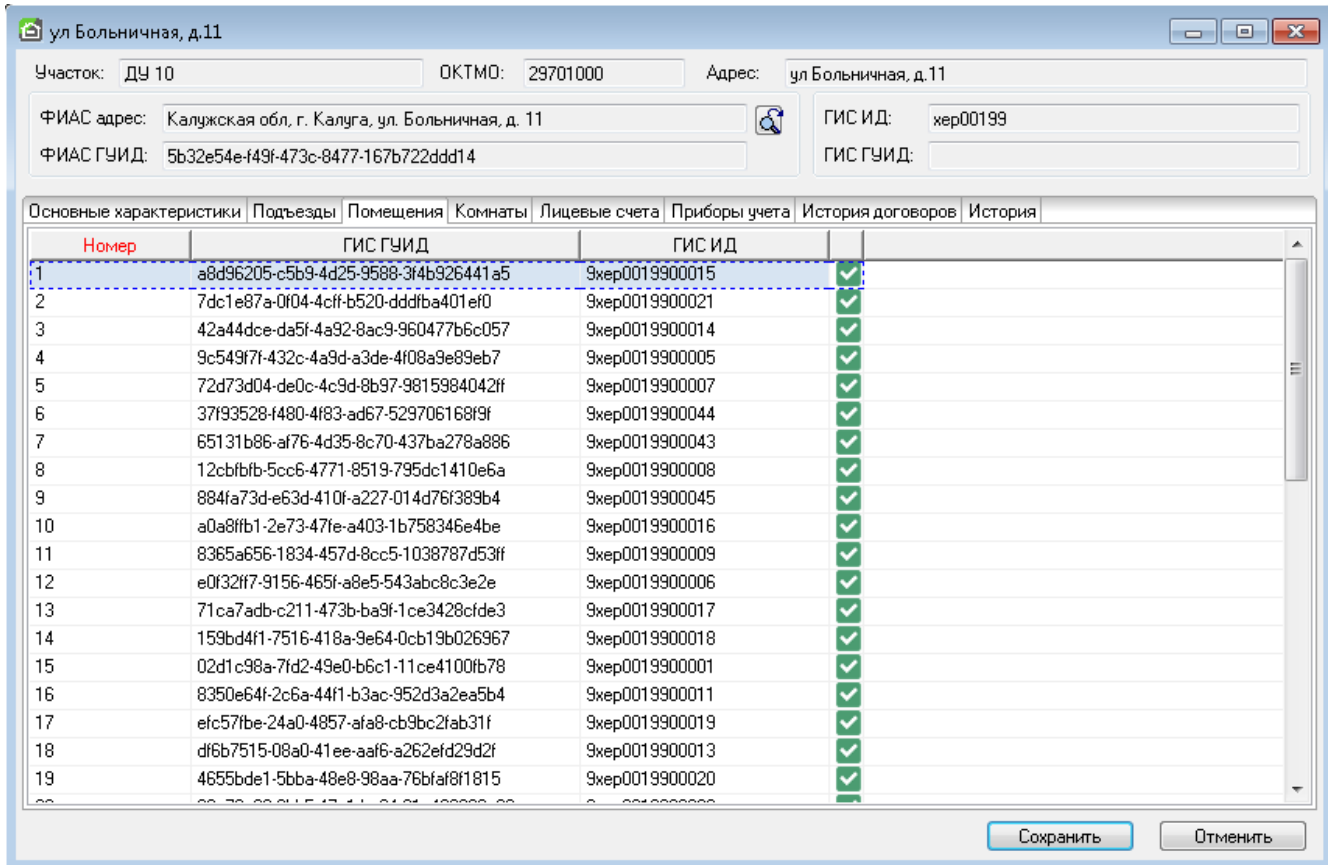 ул Больничная, д.11
Участок: ДУ 10 ОКТМО: 29701000 Адрес: ул Больничная, д.11
ФИАС адрес: Калужская обл, г. Калуга, ул. Больничная, д. 11 ГИС ИД: хер00199
ФИАС ГУИД: 5b32e54e-f49f-473c-8477-167b722ddd14 ГИС ГУИД:
Основные характеристики Подъезды Помещения Комнаты Лицевые счета Приборы учета История договоров История
Номер ГИС ГУИД ГИС ИД
1 a8d96205-c5b9-4d25-9588-3f4b926441a5 9хер0019900015
2 7dc1e87a-0f04-4cff-b520-dddfba401ef0 9хер0019900021
3 42a44dce-da5f-4a92-8ac9-960477b6c057 9хер0019900014
4 9c549f7f-432c-4a9d-a3de-4f08a9e89eb7 9хер0019900005
5 72d73d04-de0c-4c9d-8b97-9815984042ff 9хер0019900007
6 37f93528-f480-4f83-ad67-529706168f9f 9хер0019900044
7 65131b86-af76-4d35-8c70-437ba278a886 9хер0019900043
8 12cbfbfb-5cc6-4771-8519-795dc1410e6a 9хер0019900008
9 884fa73d-e63d-410f-a227-014d76f389b4 9хер0019900045
10 a0a8ffb1-2e73-47fe-a403-1b758346e4be 9хер0019900016
11 8365a656-1834-457d-8cc5-1038787d53ff 9хер0019900009
12 e0f32ff7-9156-465f-a8e5-543abc8c3e2e 9хер0019900006
13 71ca7adb-c211-473b-ba9f-1ce3428cfde3 9хер0019900017
14 159bd4f1-7516-418a-9e64-0cb19b026967 9хер0019900018
15 02d1c98a-7fd2-49e0-b6c1-11ce4100fb78 9хер0019900001
16 8350e64f-2c6a-44f1-b3ac-952d3a2ea5b4 9хер0019900011
17 efc57fbe-24a0-4857-afa8-cb9bc2fab31f 9хер0019900019
18 df6b7515-08a0-41ee-aaf6-a262efd29d2f 9хер0019900013
19 4655bde1-5bba-48e8-98aa-76bfaf8f1815 9хер0019900020
Сохранить Отменить